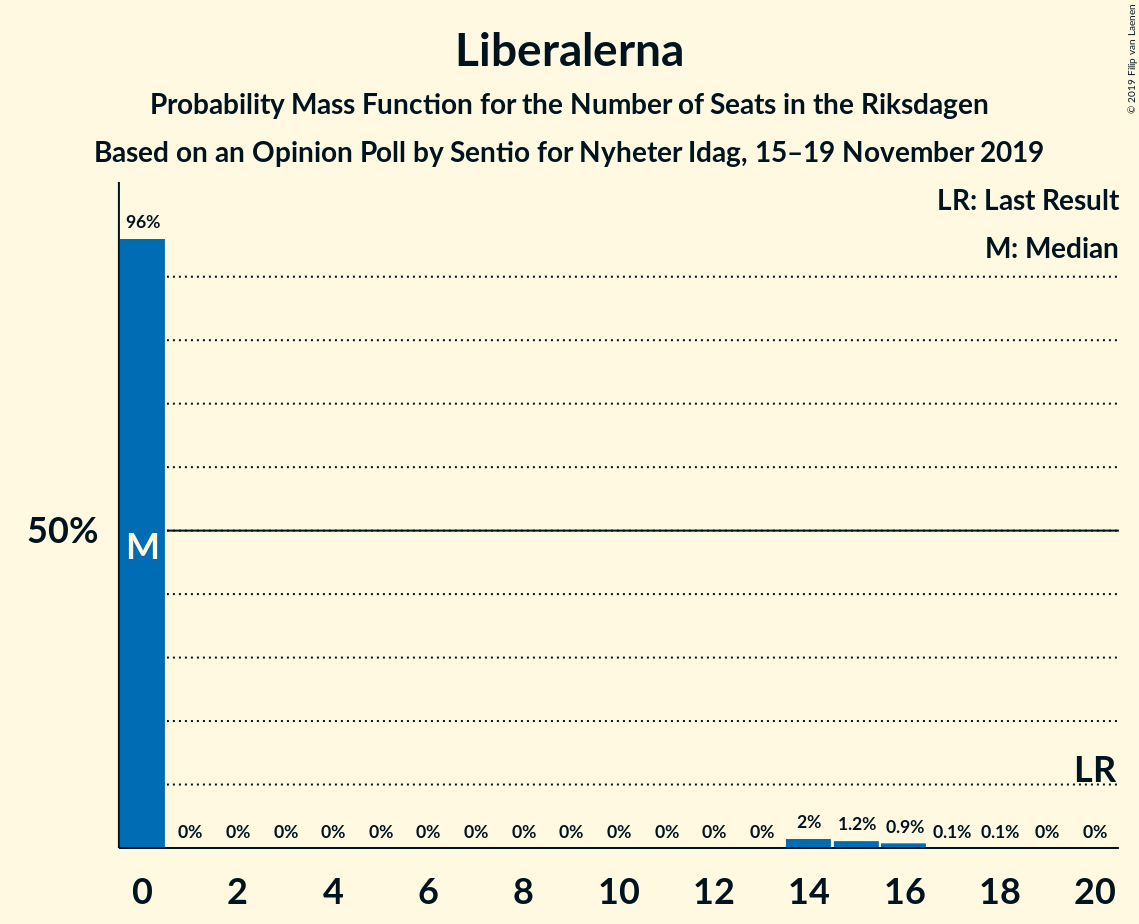 Liberalerna
Probability Mass Function for the Number of Seats in the Riksdagen
Based on an Opinion Poll by Sentio for Nyheter Idag, 15–19 November 2019
© 2019 Filip van Laenen
LR: Last Result
M: Median
96%
50%
M
LR
0% 0% 0% 0% 0% 0% 0% 0% 0% 0% 0% 0% 0% 2% 1.2% 0.9% 0.1% 0.1% 0% 0%
0 2 4 6 8 10 12 14 16 18 20